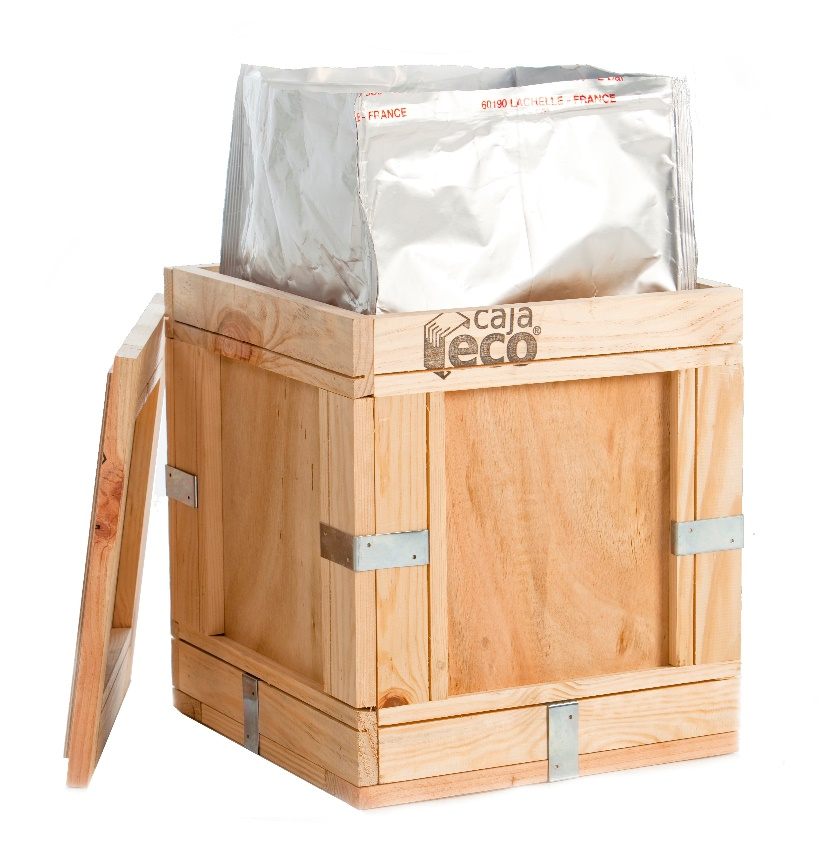 E - FRANCE
60190 LACHELLE - FRANCE
caja
eco®